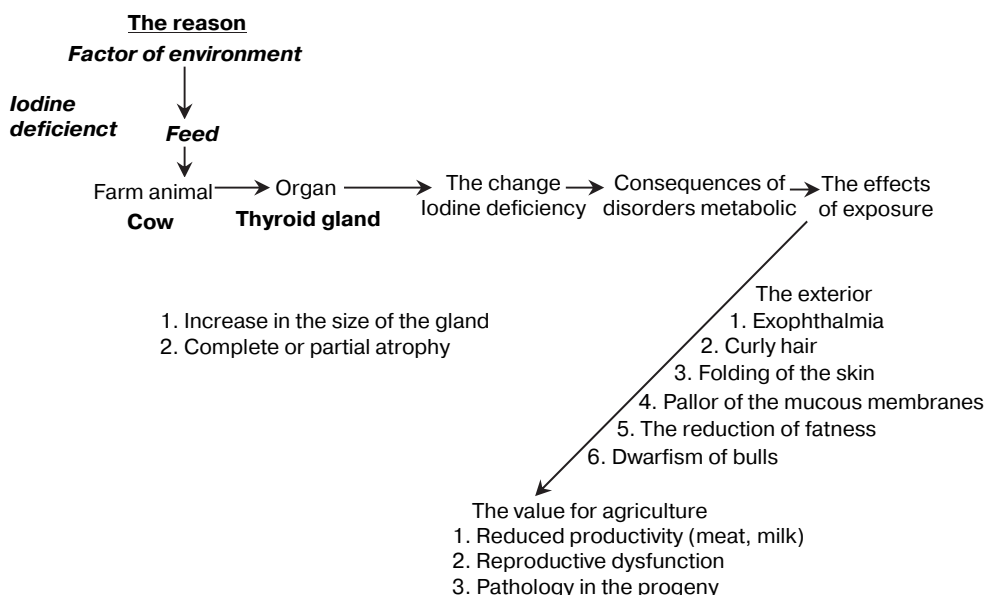 The reason
Factor of environment
Iodine
deficienct
Feed
Farm animal
Cow
Organ
Thyroid gland
The change
Iodine deficiency
Consequences of
disorders metabolic
The effects
of exposure
1. Increase in the size of the gland
2. Complete or partial atrophy
The exterior
1. Exophthalmia
2. Curly hair
3. Folding of the skin
4. Pallor of the mucous membranes
5. The reduction of fatness
6. Dwarfism of bulls
The value for agriculture
1. Reduced productivity (meat, milk)
2. Reproductive dysfunction
3. Pathology in the progeny